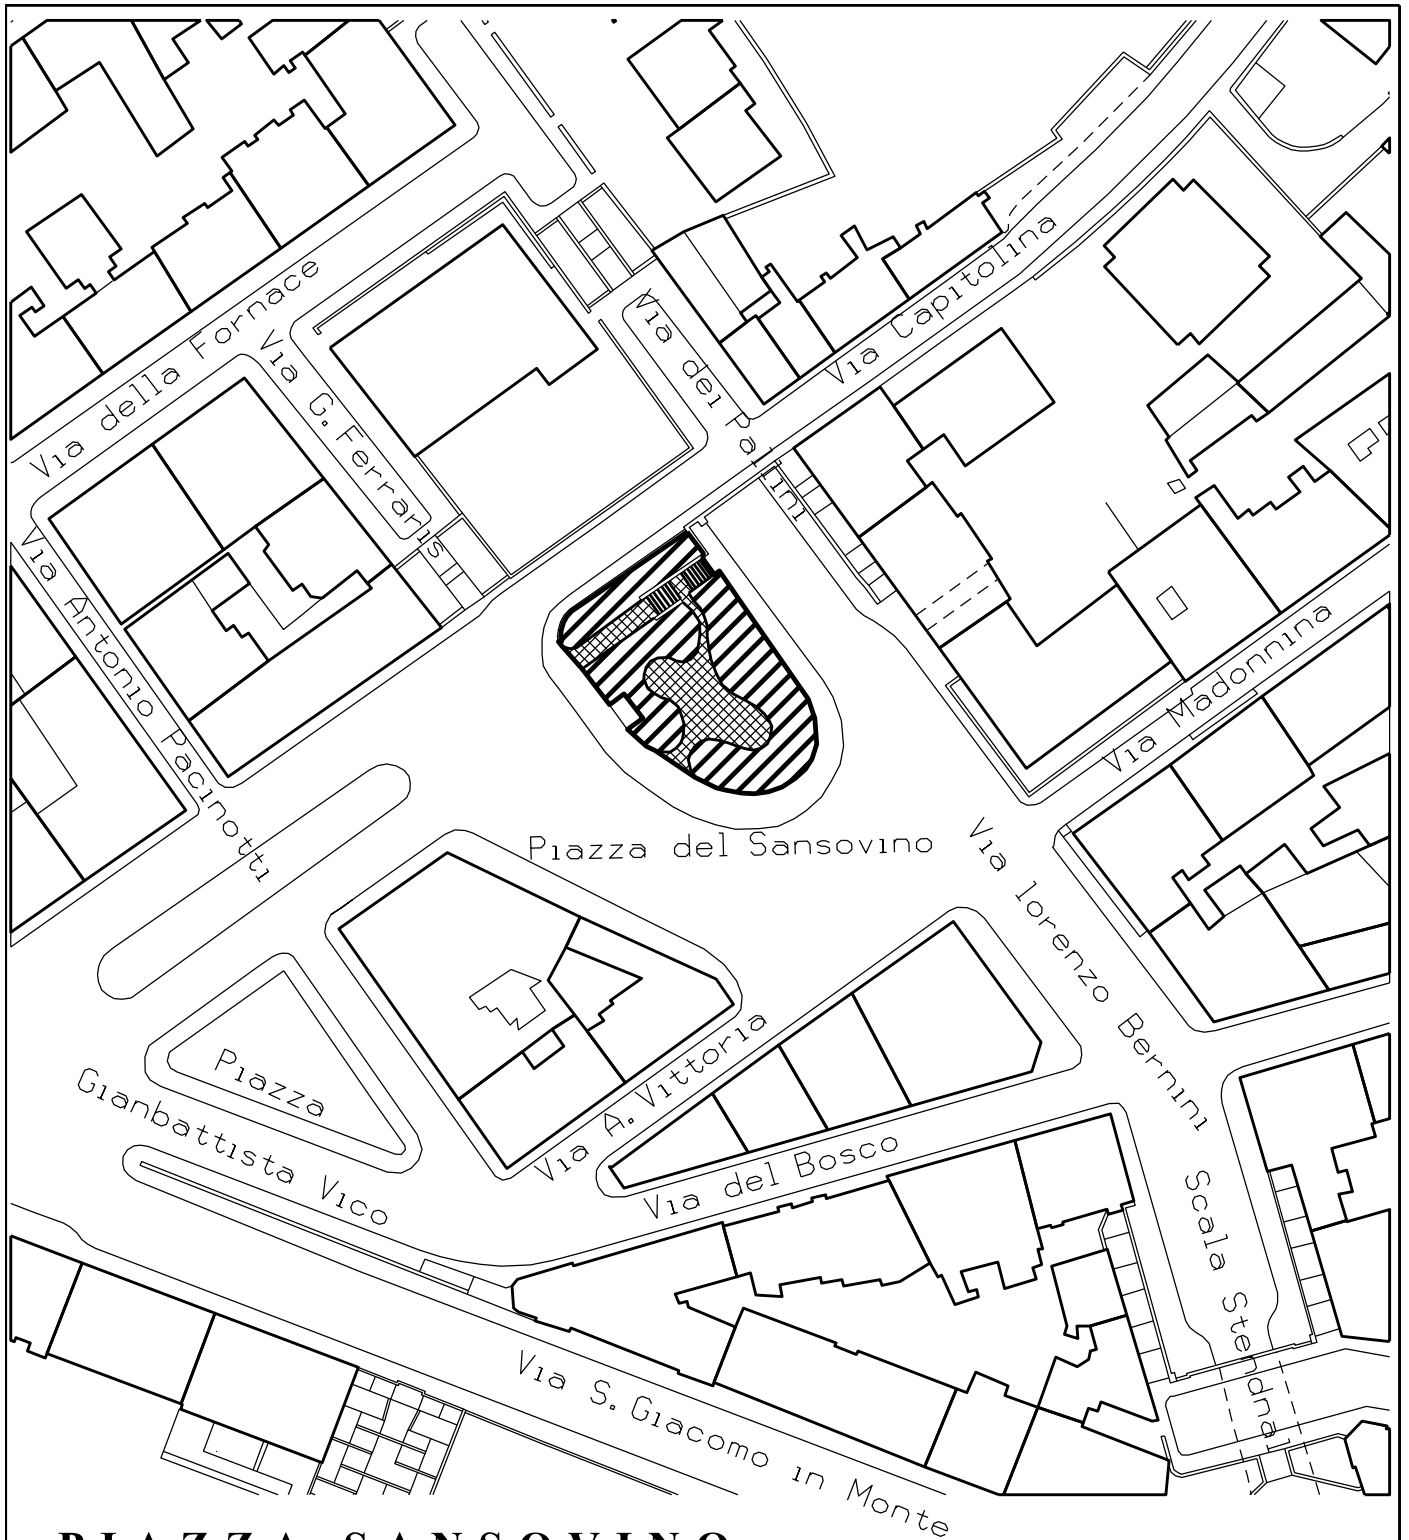 Via della Fornace
Via G. Ferraris
Via dei Pallini
Via Capitolina
Via Antonio Pacinotti
Via Madonnina
Piazza del Sansovino
Via lorenzo Bernini
Piazza
Gianbattista Vico
Via A. Vittoria
Via del Bosco
Scala Stendhal
Via S. Giacomo in Monte
PIAZZA SANSOVINO